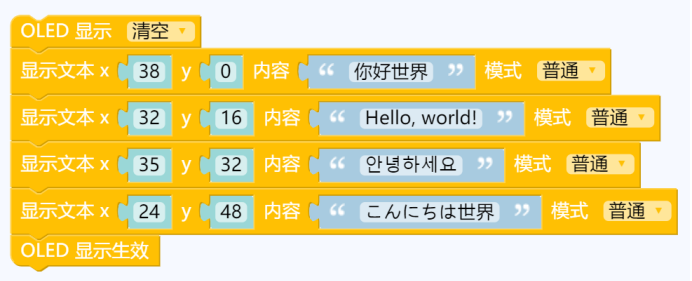 OLED 显示 清空
显示文本 x 38 y 0 内容 “ 你好世界 ” 模式 普通
显示文本 x 32 y 16 内容 “ Hello, world! ” 模式 普通
显示文本 x 35 y 32 内容 “ 안녕하세요 ” 模式 普通
显示文本 x 24 y 48 内容 “ こんにちは世界 ” 模式 普通
OLED 显示生效